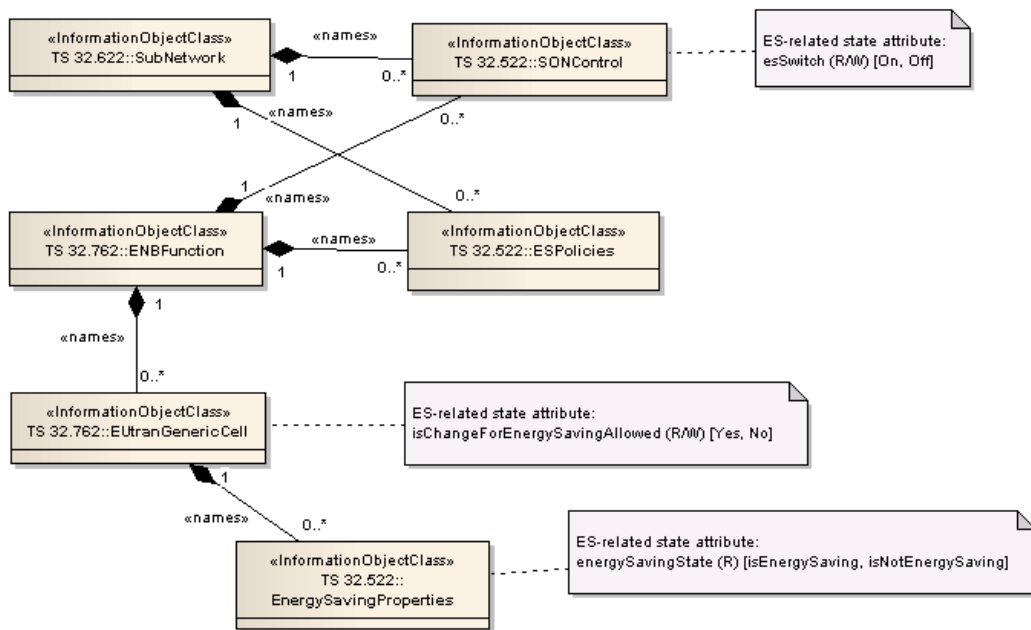 «InformationObjectClass»
TS 32.622::SubNetwork
«names»
1
0..*
«InformationObjectClass»
TS 32.522::SONControl
ES-related state attribute:
esSwitch (R/W) [On, Off]
1
«names»
0..*
1
«names»
0..*
«InformationObjectClass»
TS 32.762::ENBFunction
«names»
1
0..*
«InformationObjectClass»
TS 32.522::ESPolicies
1
«names»
0..*
«InformationObjectClass»
TS 32.762::EUtranGenericCell
ES-related state attribute:
isChangeForEnergySavingAllowed (R/W) [Yes, No]
1
«names»
0..*
«InformationObjectClass»
TS 32.522::
EnergySavingProperties
ES-related state attribute:
energySavingState (R) [isEnergySaving, isNotEnergySaving]